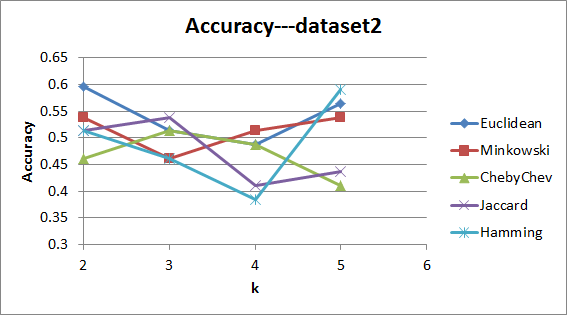 Accuracy---dataset2
0.65
0.6
0.55
0.5
0.45
0.4
0.35
0.3
Accuracy
2 3 4 5 6
k
Euclidean
Minkowski
ChebyChev
Jaccard
Hamming